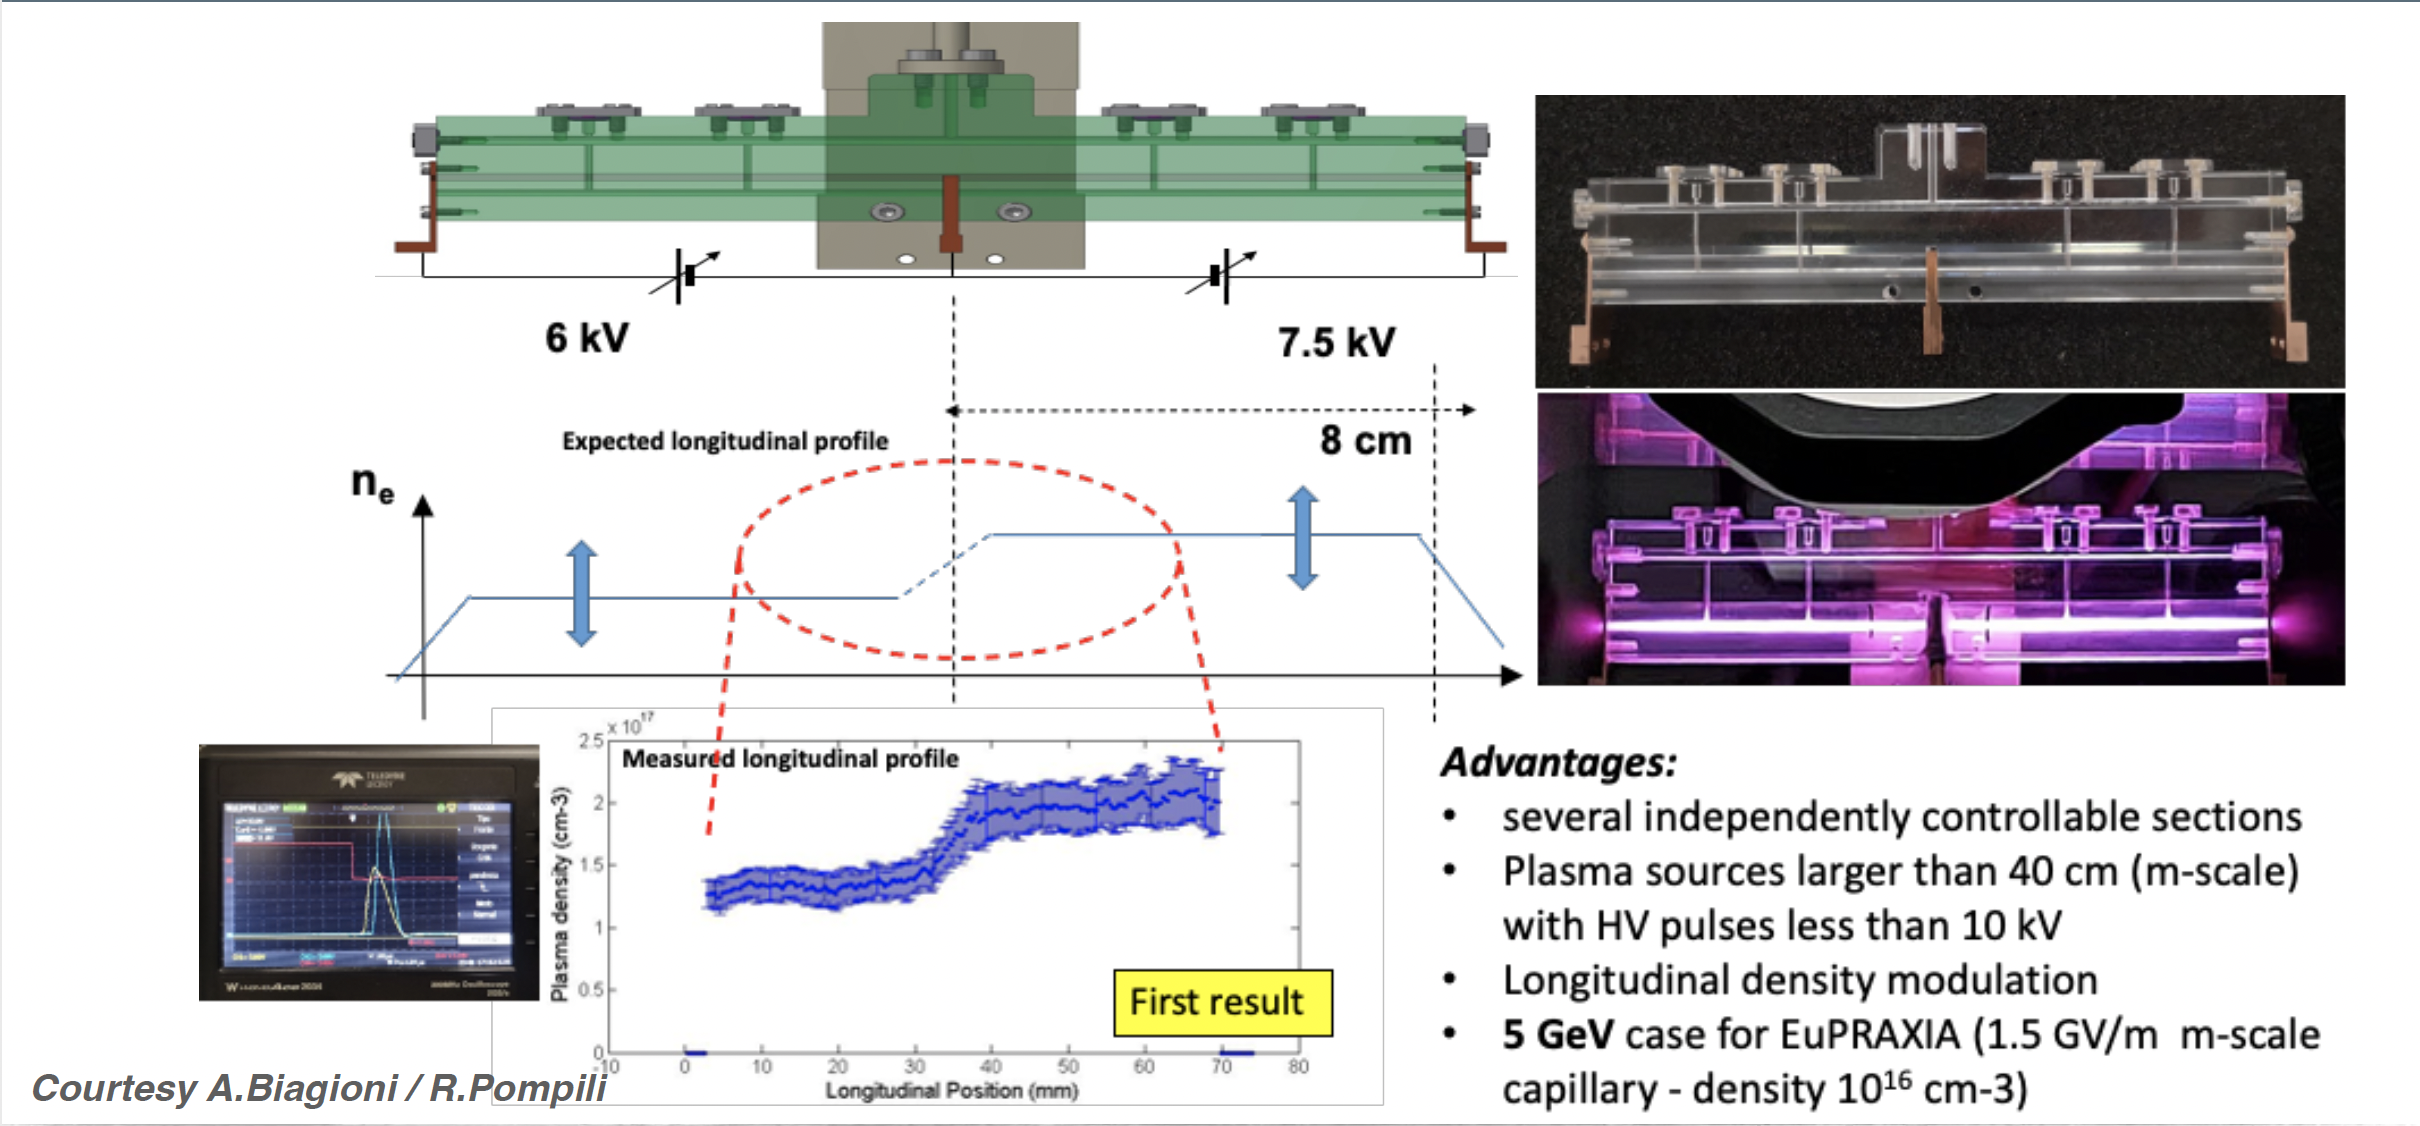 6 kV
7.5 kV
8 cm
Expected longitudinal profile
ne
x 10^17
Measured longitudinal profile
2.5
2
1.5
1
0.5
0
Plasma density (cm-3)
-10 0 10 20 30 40 50 60 70 80
Longitudinal Position (mm)
First result
TELEDYNE
LECROY
Courtesy A.Biagioni / R.Pompili
Advantages:
• several independently controllable sections
• Plasma sources larger than 40 cm (m-scale)
with HV pulses less than 10 kV
• Longitudinal density modulation
• 5 GeV case for EuPRAXIA (1.5 GV/m m-scale
capillary - density 10^16 cm-3)